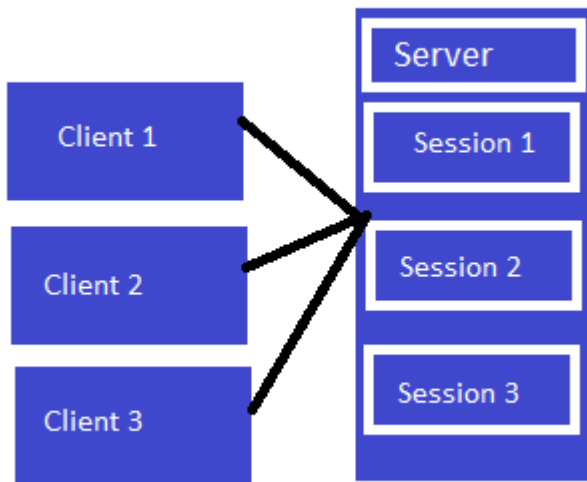 Client 1
Client 2
Client 3
Server
Session 1
Session 2
Session 3